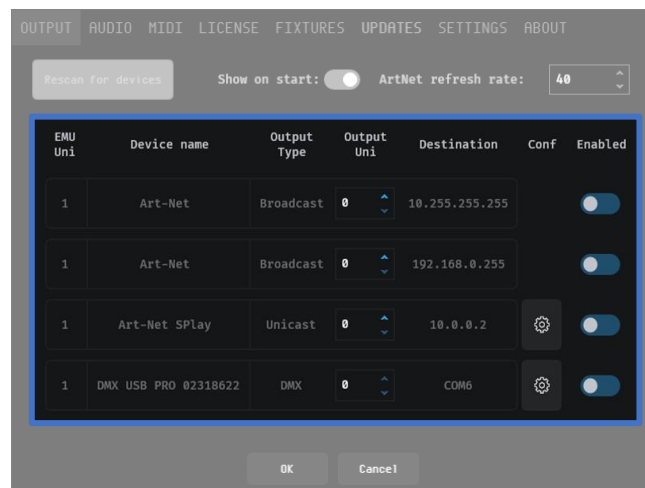 OUTPUT AUDIO MIDI LICENSE FIXTURES UPDATES SETTINGS ABOUT
Rescan for devices Show on start: ArtNet refresh rate: 40
EMU Uni Device name Output Type Output Uni Destination Conf Enabled
1 Art-Net Broadcast 0 10.255.255.255
1 Art-Net Broadcast 0 192.168.0.255
1 Art-Net SPlay Unicast 0 10.0.0.2
1 DMX USB PRO 02318622 DMX 0 COM6
OK Cancel